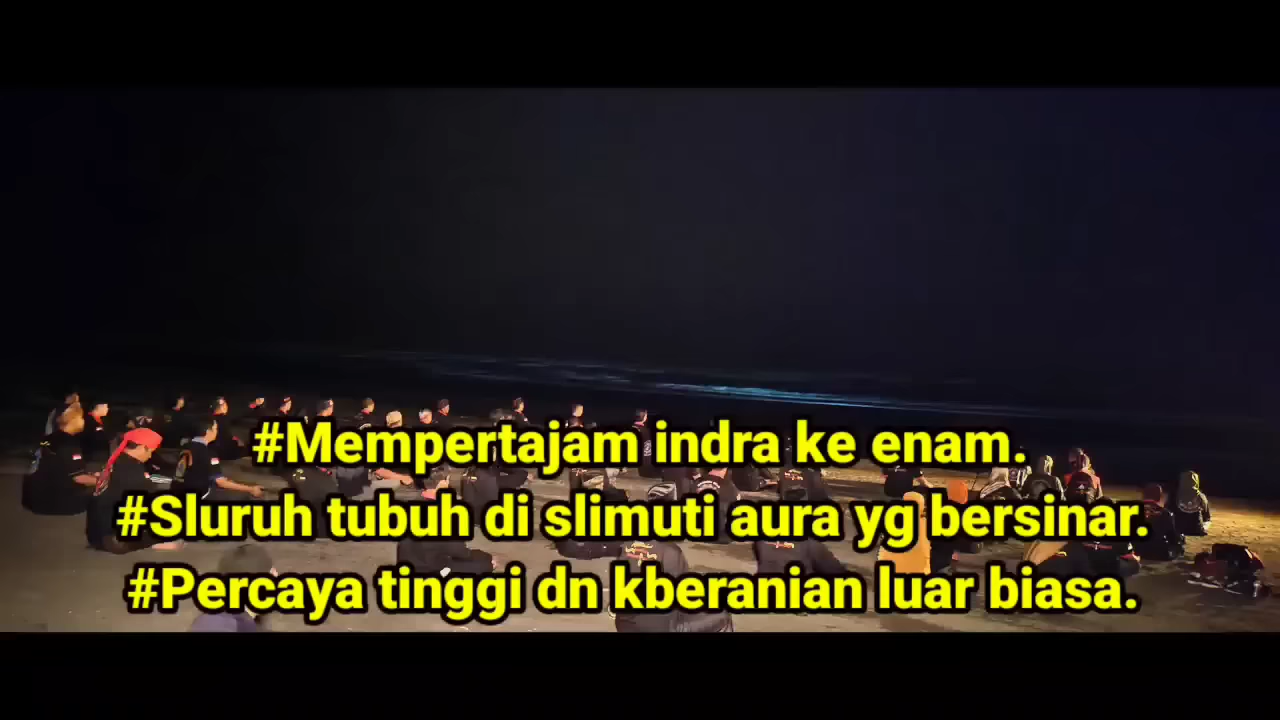 #Mempertajam indra ke enam.
#Sluruh tubuh di slimuti aura yg bersinar.
#Percaya tinggi dn kberanian luar biasa.